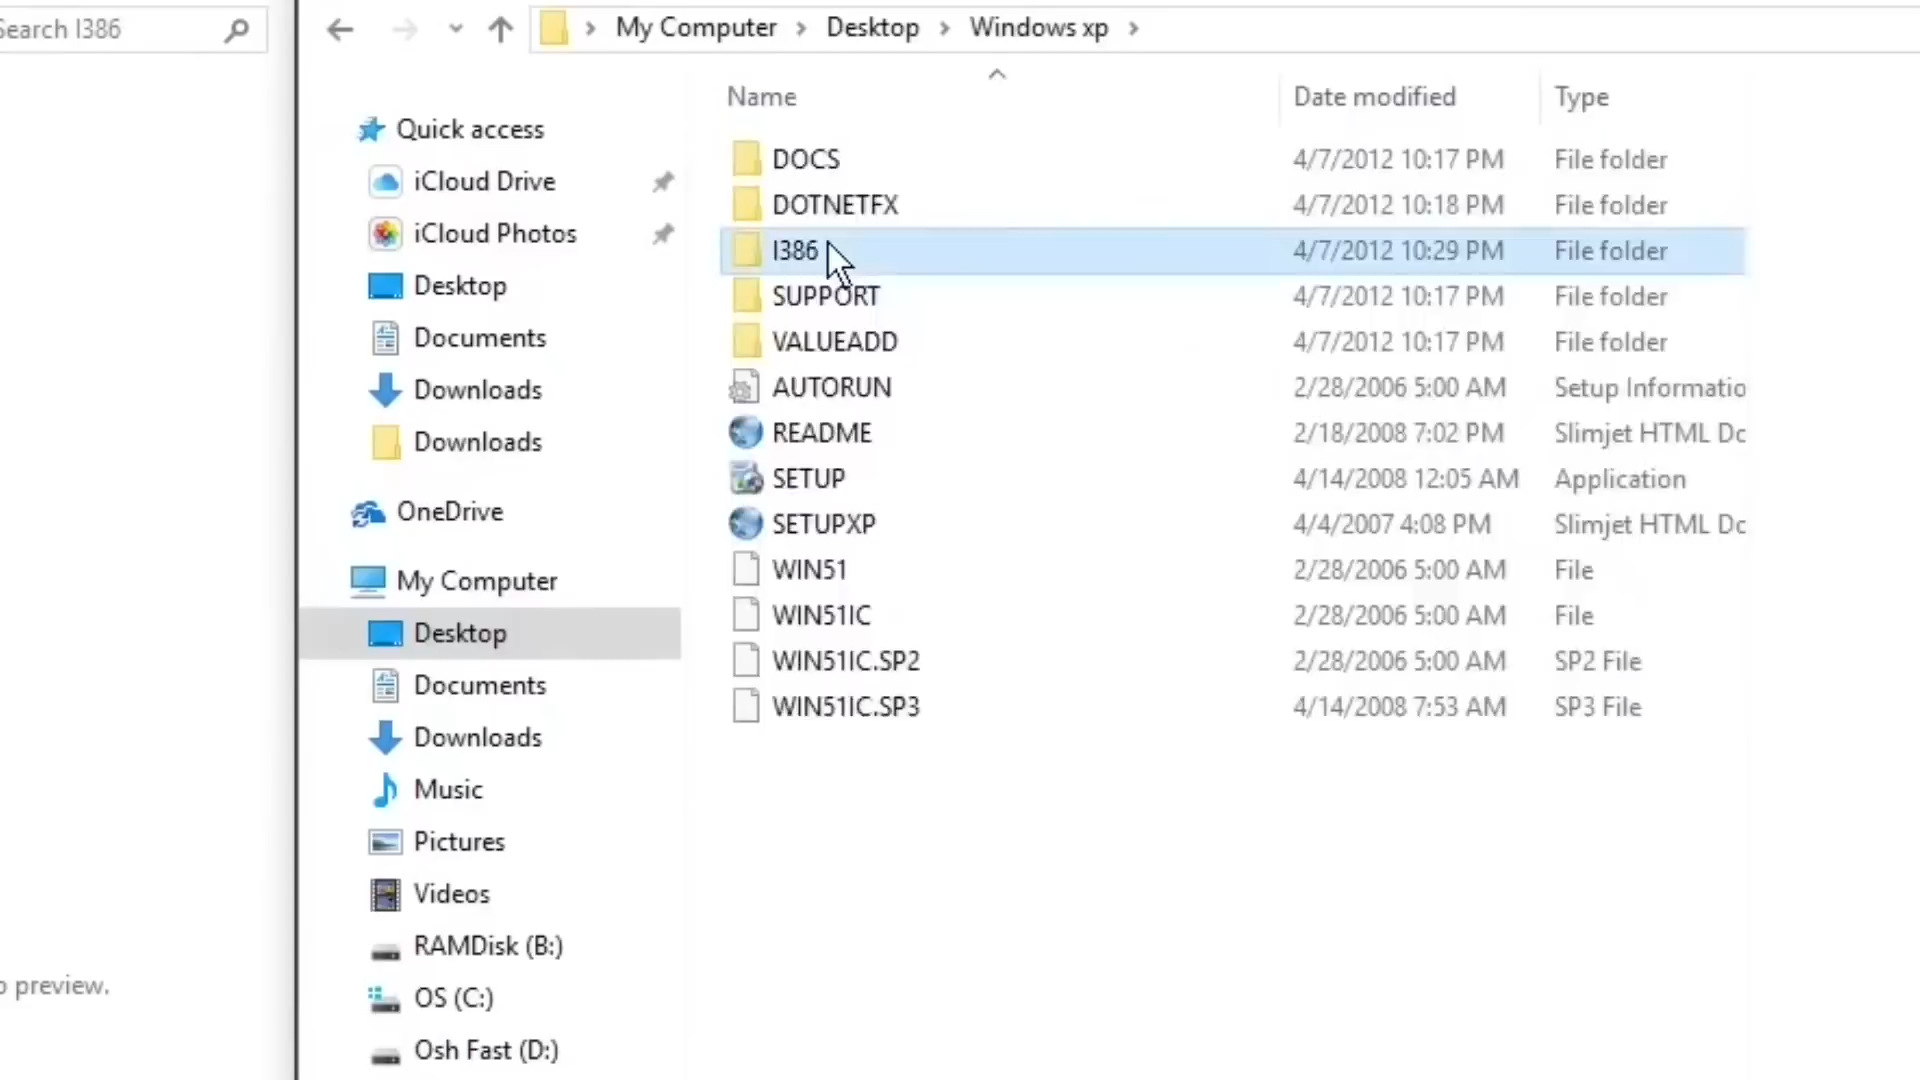 Search I386
My Computer > Desktop > Windows xp >
Name Date modified Type
Quick access
iCloud Drive
iCloud Photos
Desktop
Documents
Downloads
Downloads
OneDrive
My Computer
Desktop
Documents
Downloads
Music
Pictures
Videos
RAMDisk (B:)
OS (C:)
Osh Fast (D:)
DOCS 4/7/2012 10:17 PM File folder
DOTNETFX 4/7/2012 10:18 PM File folder
I386 4/7/2012 10:29 PM File folder
SUPPORT 4/7/2012 10:17 PM File folder
VALUEADD 4/7/2012 10:17 PM File folder
AUTORUN 2/28/2006 5:00 AM Setup Informatio
README 2/18/2008 7:02 PM Slimjet HTML Dc
SETUP 4/14/2008 12:05 AM Application
SETUPXP 4/4/2007 4:08 PM Slimjet HTML Dc
WIN51 2/28/2006 5:00 AM File
WIN51IC 2/28/2006 5:00 AM File
WIN51IC.SP2 2/28/2006 5:00 AM SP2 File
WIN51IC.SP3 4/14/2008 7:53 AM SP3 File
o preview.